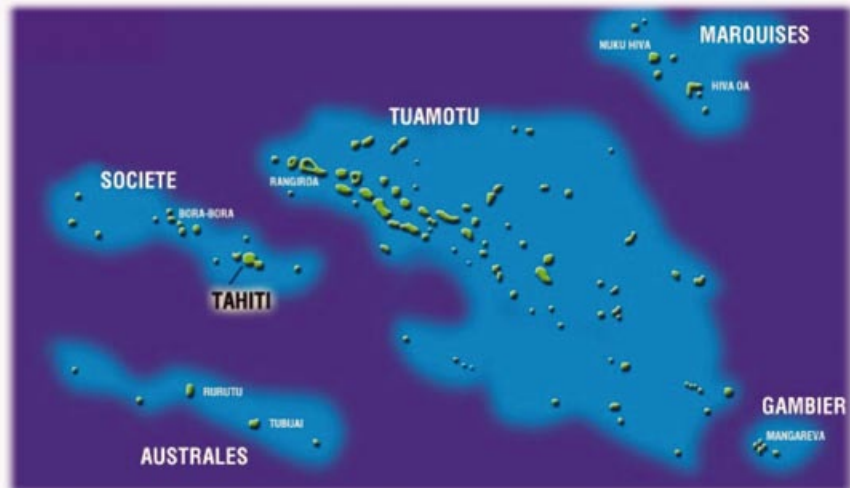 MARQUISES
NUKU HIVA
HIVA OA
TUAMOTU
RANGIROA
SOCIETE
BORA-BORA
TAHITI
RURUTU
TUBUAI
AUSTRALES
GAMBIER
MANGAREVA